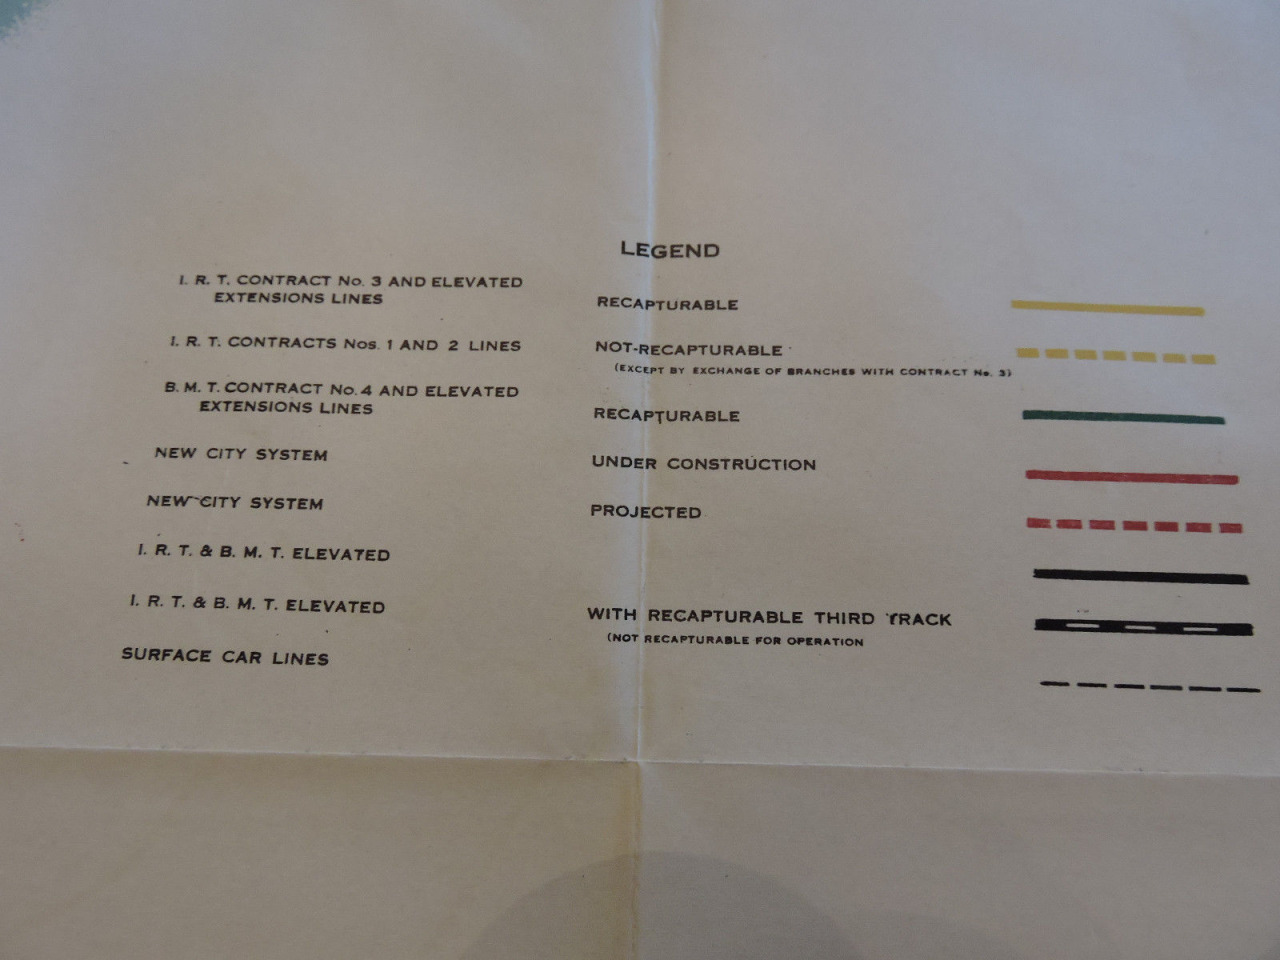 LEGEND
I. R. T. CONTRACT No. 3 AND ELEVATED
EXTENSIONS LINES
RECAPTURABLE
I. R. T. CONTRACTS Nos. 1 AND 2 LINES
NOT-RECAPTURABLE
(EXCEPT BY EXCHANGE OF BRANCHES WITH CONTRACT No. 3)
B. M. T. CONTRACT No. 4 AND ELEVATED
EXTENSIONS LINES
RECAPTURABLE
NEW CITY SYSTEM
UNDER CONSTRUCTION
NEW CITY SYSTEM
PROJECTED
I. R. T. & B. M. T. ELEVATED
I. R. T. & B. M. T. ELEVATED
WITH RECAPTURABLE THIRD TRACK
(NOT RECAPTURABLE FOR OPERATION
SURFACE CAR LINES